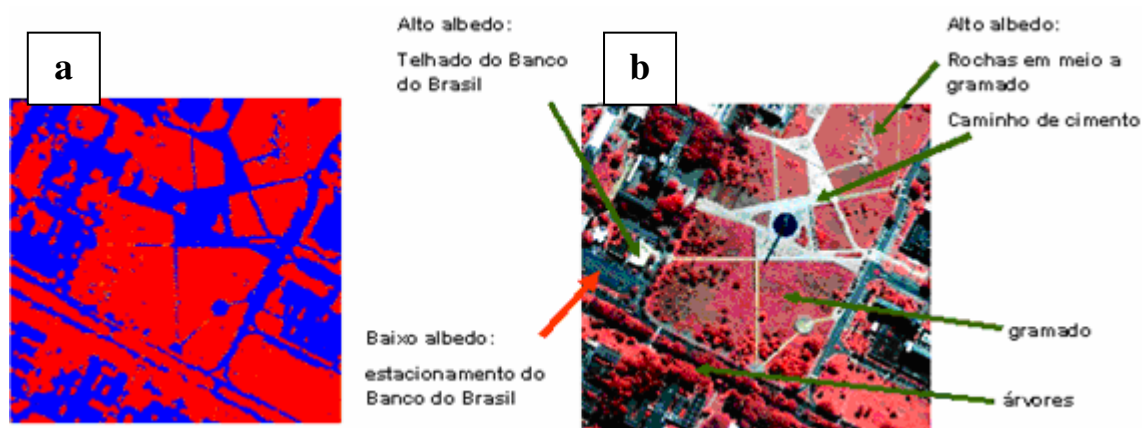 a
Alto albedo:
Telhado do Banco
do Brasil
Baixo albedo:
estacionamento do
Banco do Brasil
b
Alto albedo:
Rochas em meio a
gramado
Caminho de cimento
gramado
árvores